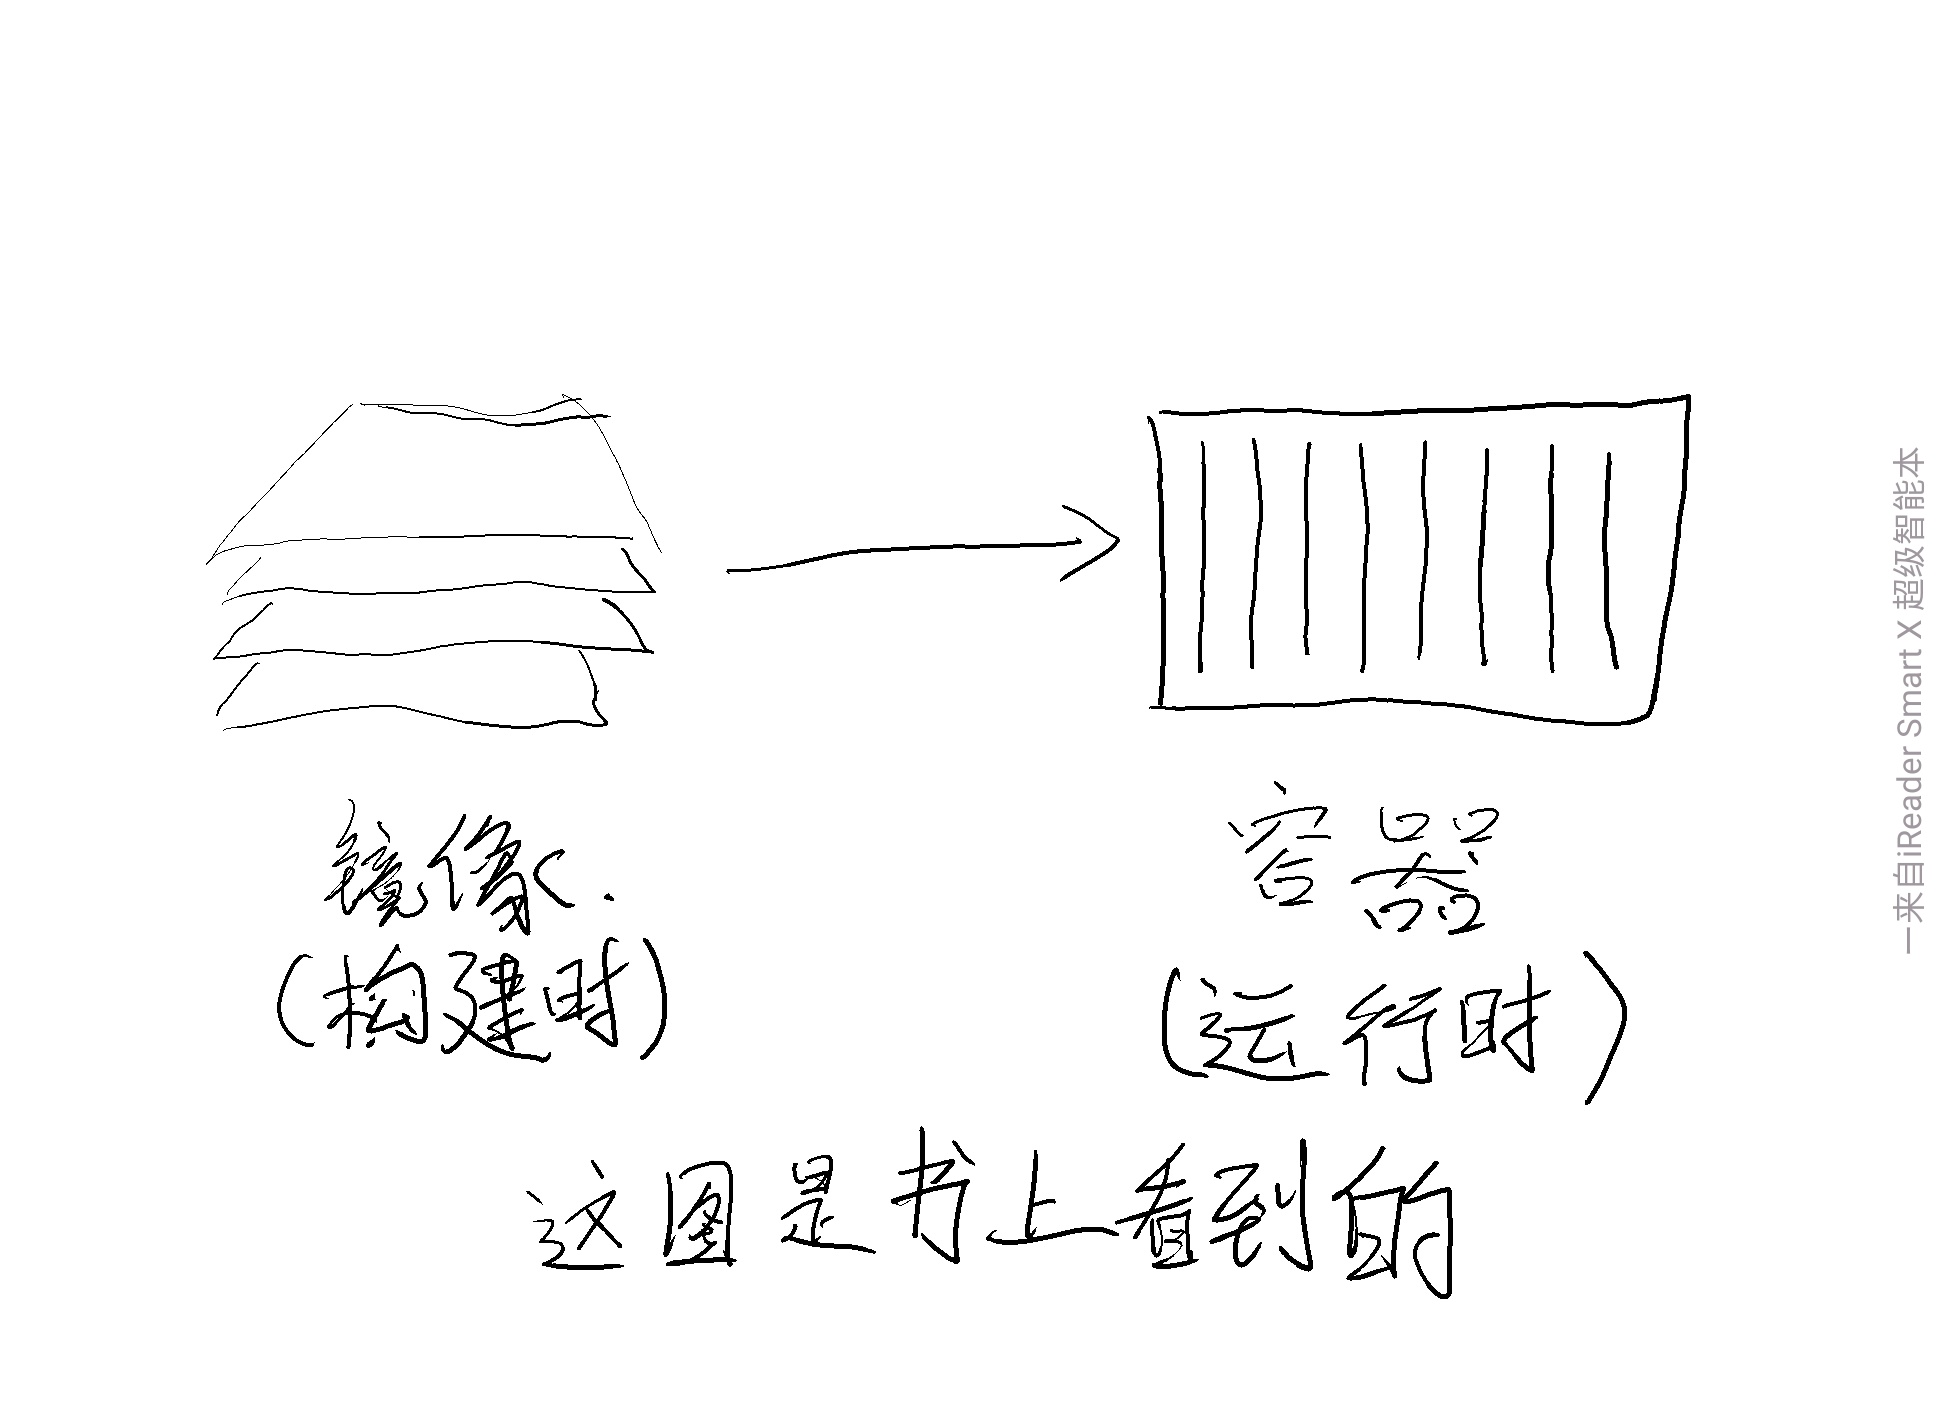 镜像.
容器
(构建时)
(运行时)
这图是书上看到的
一来自iReader Smart X 超级智能本